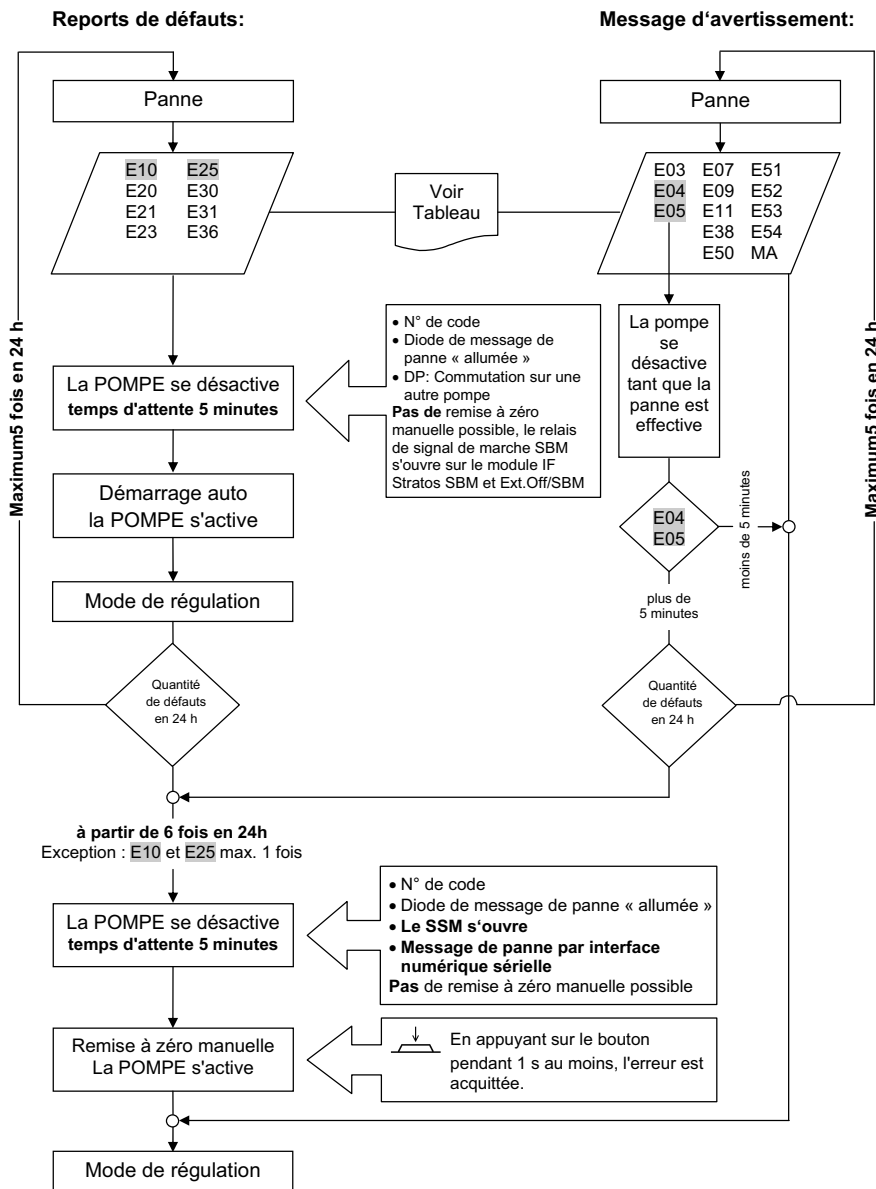 Reports de défauts:
Message d‘avertissement:
Panne
E10 E25
E20 E30
E21 E31
E23 E36
Voir
Tableau
Panne
E03 E07 E51
E04 E09 E52
E05 E11 E53
E38 E54
E50 MA
Maximum5 fois en 24 h
La POMPE se désactive
temps d'attente 5 minutes
• N° de code
• Diode de message de
panne « allumée »
• DP: Commutation sur une
autre pompe
Pas de remise à zéro
manuelle possible, le relais
de signal de marche SBM
s'ouvre sur le module IF
Stratos SBM et Ext.Off/SBM
La pompe
se
désactive
tant que la
panne est
effective
Maximum5 fois en 24 h
Démarrage auto
la POMPE s'active
E04
E05
moins de 5 minutes
Mode de régulation
plus de
5 minutes
Quantité
de défauts
en 24 h
Quantité
de défauts
en 24 h
à partir de 6 fois en 24h
Exception : E10 et E25 max. 1 fois
La POMPE se désactive
temps d'attente 5 minutes
• N° de code
• Diode de message de panne « allumée »
• Le SSM s‘ouvre
• Message de panne par interface
numérique sérielle
Pas de remise à zéro manuelle possible
Remise à zéro manuelle
La POMPE s'active
En appuyant sur le bouton
pendant 1 s au moins, l'erreur est
acquittée.
Mode de régulation